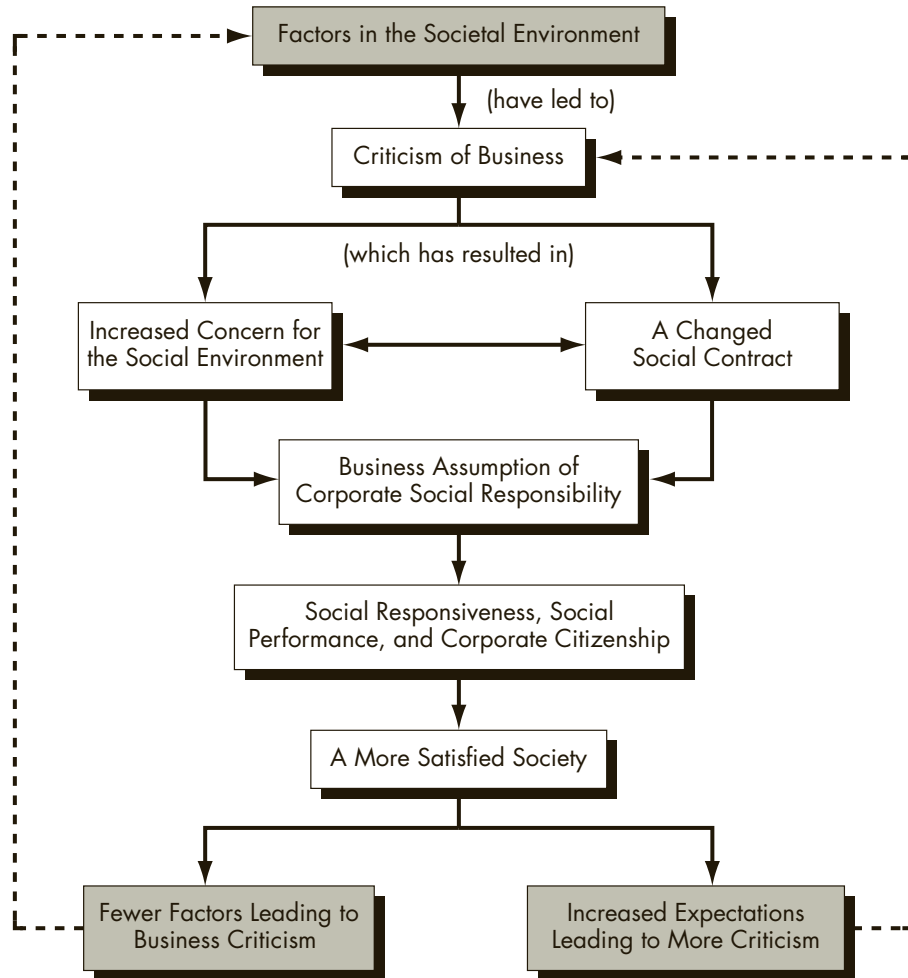 Factors in the Societal Environment
(have led to)
Criticism of Business
(which has resulted in)
Increased Concern for
the Social Environment
A Changed
Social Contract
Business Assumption of
Corporate Social Responsibility
Social Responsiveness, Social
Performance, and Corporate Citizenship
A More Satisfied Society
Fewer Factors Leading to
Business Criticism
Increased Expectations
Leading to More Criticism